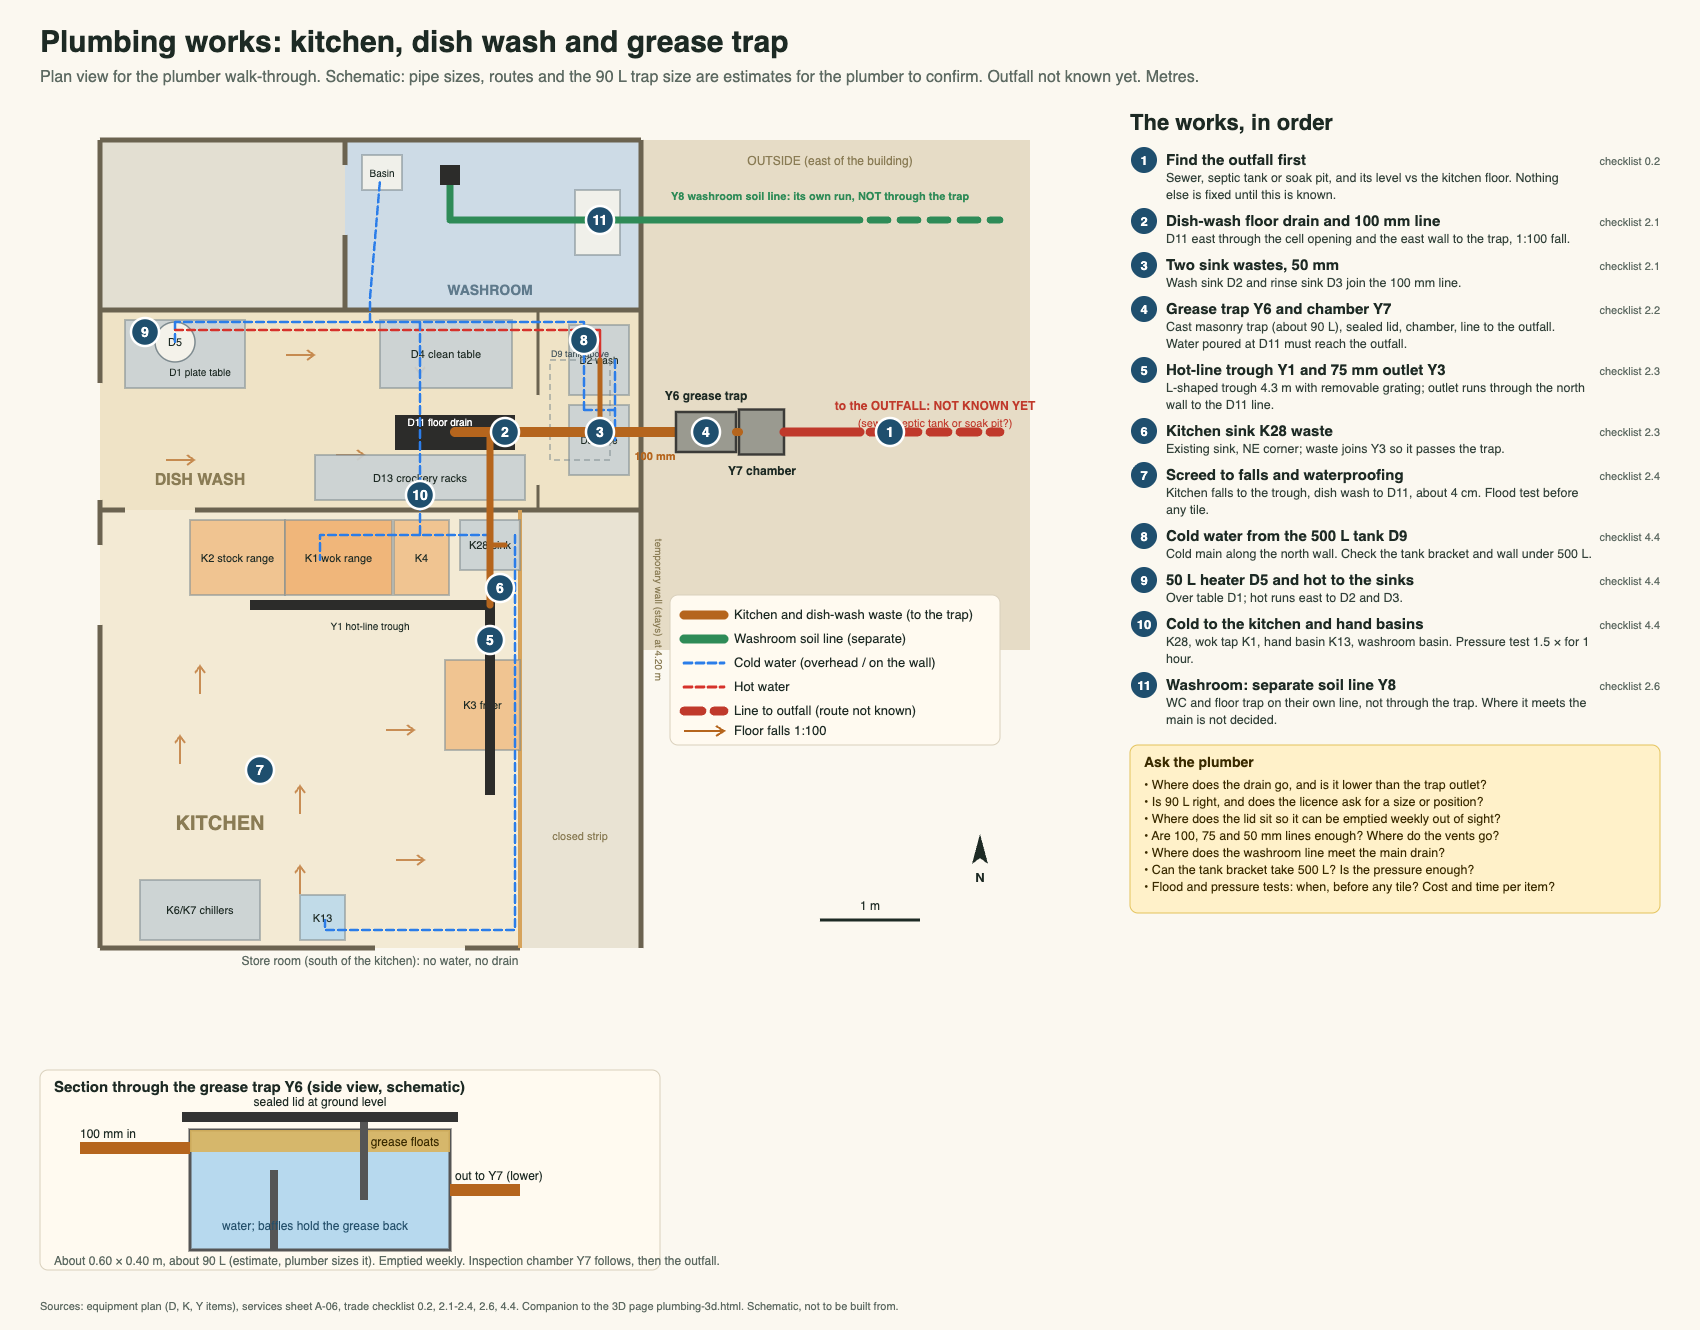 Plumbing works: kitchen, dish wash and grease trap
Plan view for the plumber walk-through. Schematic: pipe sizes, routes and the 90 L trap size are estimates for the plumber to confirm. Outfall not known yet. Metres.
OUTSIDE (east of the building)
Basin
Y8 washroom soil line: its own run, NOT through the trap
11
WASHROOM
9
D5
D1 plate table
D4 clean table
8
D9 tank above
D2 wash
Y6 grease trap
to the OUTFALL: NOT KNOWN YET
(sewer, septic tank or soak pit?)
D11 floor drain
2
3
4
1
100 mm
Y7 chamber
DISH WASH
D13 crockery racks
10
K2 stock range
K1 wok range
K4
K28 sink
6
Y1 hot-line trough
5
temporary wall (stays) at 4.20 m
K3 fryer
7
KITCHEN
closed strip
K6/K7 chillers
K13
Store room (south of the kitchen): no water, no drain
Kitchen and dish-wash waste (to the trap)
Washroom soil line (separate)
Cold water (overhead / on the wall)
Hot water
Line to outfall (route not known)
Floor falls 1:100
N
1 m
The works, in order
1 Find the outfall first checklist 0.2
Sewer, septic tank or soak pit, and its level vs the kitchen floor. Nothing
else is fixed until this is known.
2 Dish-wash floor drain and 100 mm line checklist 2.1
D11 east through the cell opening and the east wall to the trap, 1:100 fall.
3 Two sink wastes, 50 mm checklist 2.1
Wash sink D2 and rinse sink D3 join the 100 mm line.
4 Grease trap Y6 and chamber Y7 checklist 2.2
Cast masonry trap (about 90 L), sealed lid, chamber, line to the outfall.
Water poured at D11 must reach the outfall.
5 Hot-line trough Y1 and 75 mm outlet Y3 checklist 2.3
L-shaped trough 4.3 m with removable grating; outlet runs through the north
wall to the D11 line.
6 Kitchen sink K28 waste checklist 2.3
Existing sink, NE corner; waste joins Y3 so it passes the trap.
7 Screed to falls and waterproofing checklist 2.4
Kitchen falls to the trough, dish wash to D11, about 4 cm. Flood test before
any tile.
8 Cold water from the 500 L tank D9 checklist 4.4
Cold main along the north wall. Check the tank bracket and wall under 500 L.
9 50 L heater D5 and hot to the sinks checklist 4.4
Over table D1; hot runs east to D2 and D3.
10 Cold to the kitchen and hand basins checklist 4.4
K28, wok tap K1, hand basin K13, washroom basin. Pressure test 1.5 × for 1
hour.
11 Washroom: separate soil line Y8 checklist 2.6
WC and floor trap on their own line, not through the trap. Where it meets the
main is not decided.
Ask the plumber
• Where does the drain go, and is it lower than the trap outlet?
• Is 90 L right, and does the licence ask for a size or position?
• Where does the lid sit so it can be emptied weekly out of sight?
• Are 100, 75 and 50 mm lines enough? Where do the vents go?
• Where does the washroom line meet the main drain?
• Can the tank bracket take 500 L? Is the pressure enough?
• Flood and pressure tests: when, before any tile? Cost and time per item?
Section through the grease trap Y6 (side view, schematic)
sealed lid at ground level
100 mm in
grease floats
out to Y7 (lower)
water; baffles hold the grease back
About 0.60 × 0.40 m, about 90 L (estimate, plumber sizes it). Emptied weekly. Inspection chamber Y7 follows, then the outfall.
Sources: equipment plan (D, K, Y items), services sheet A-06, trade checklist 0.2, 2.1-2.4, 2.6, 4.4. Companion to the 3D page plumbing-3d.html. Schematic, not to be built from.